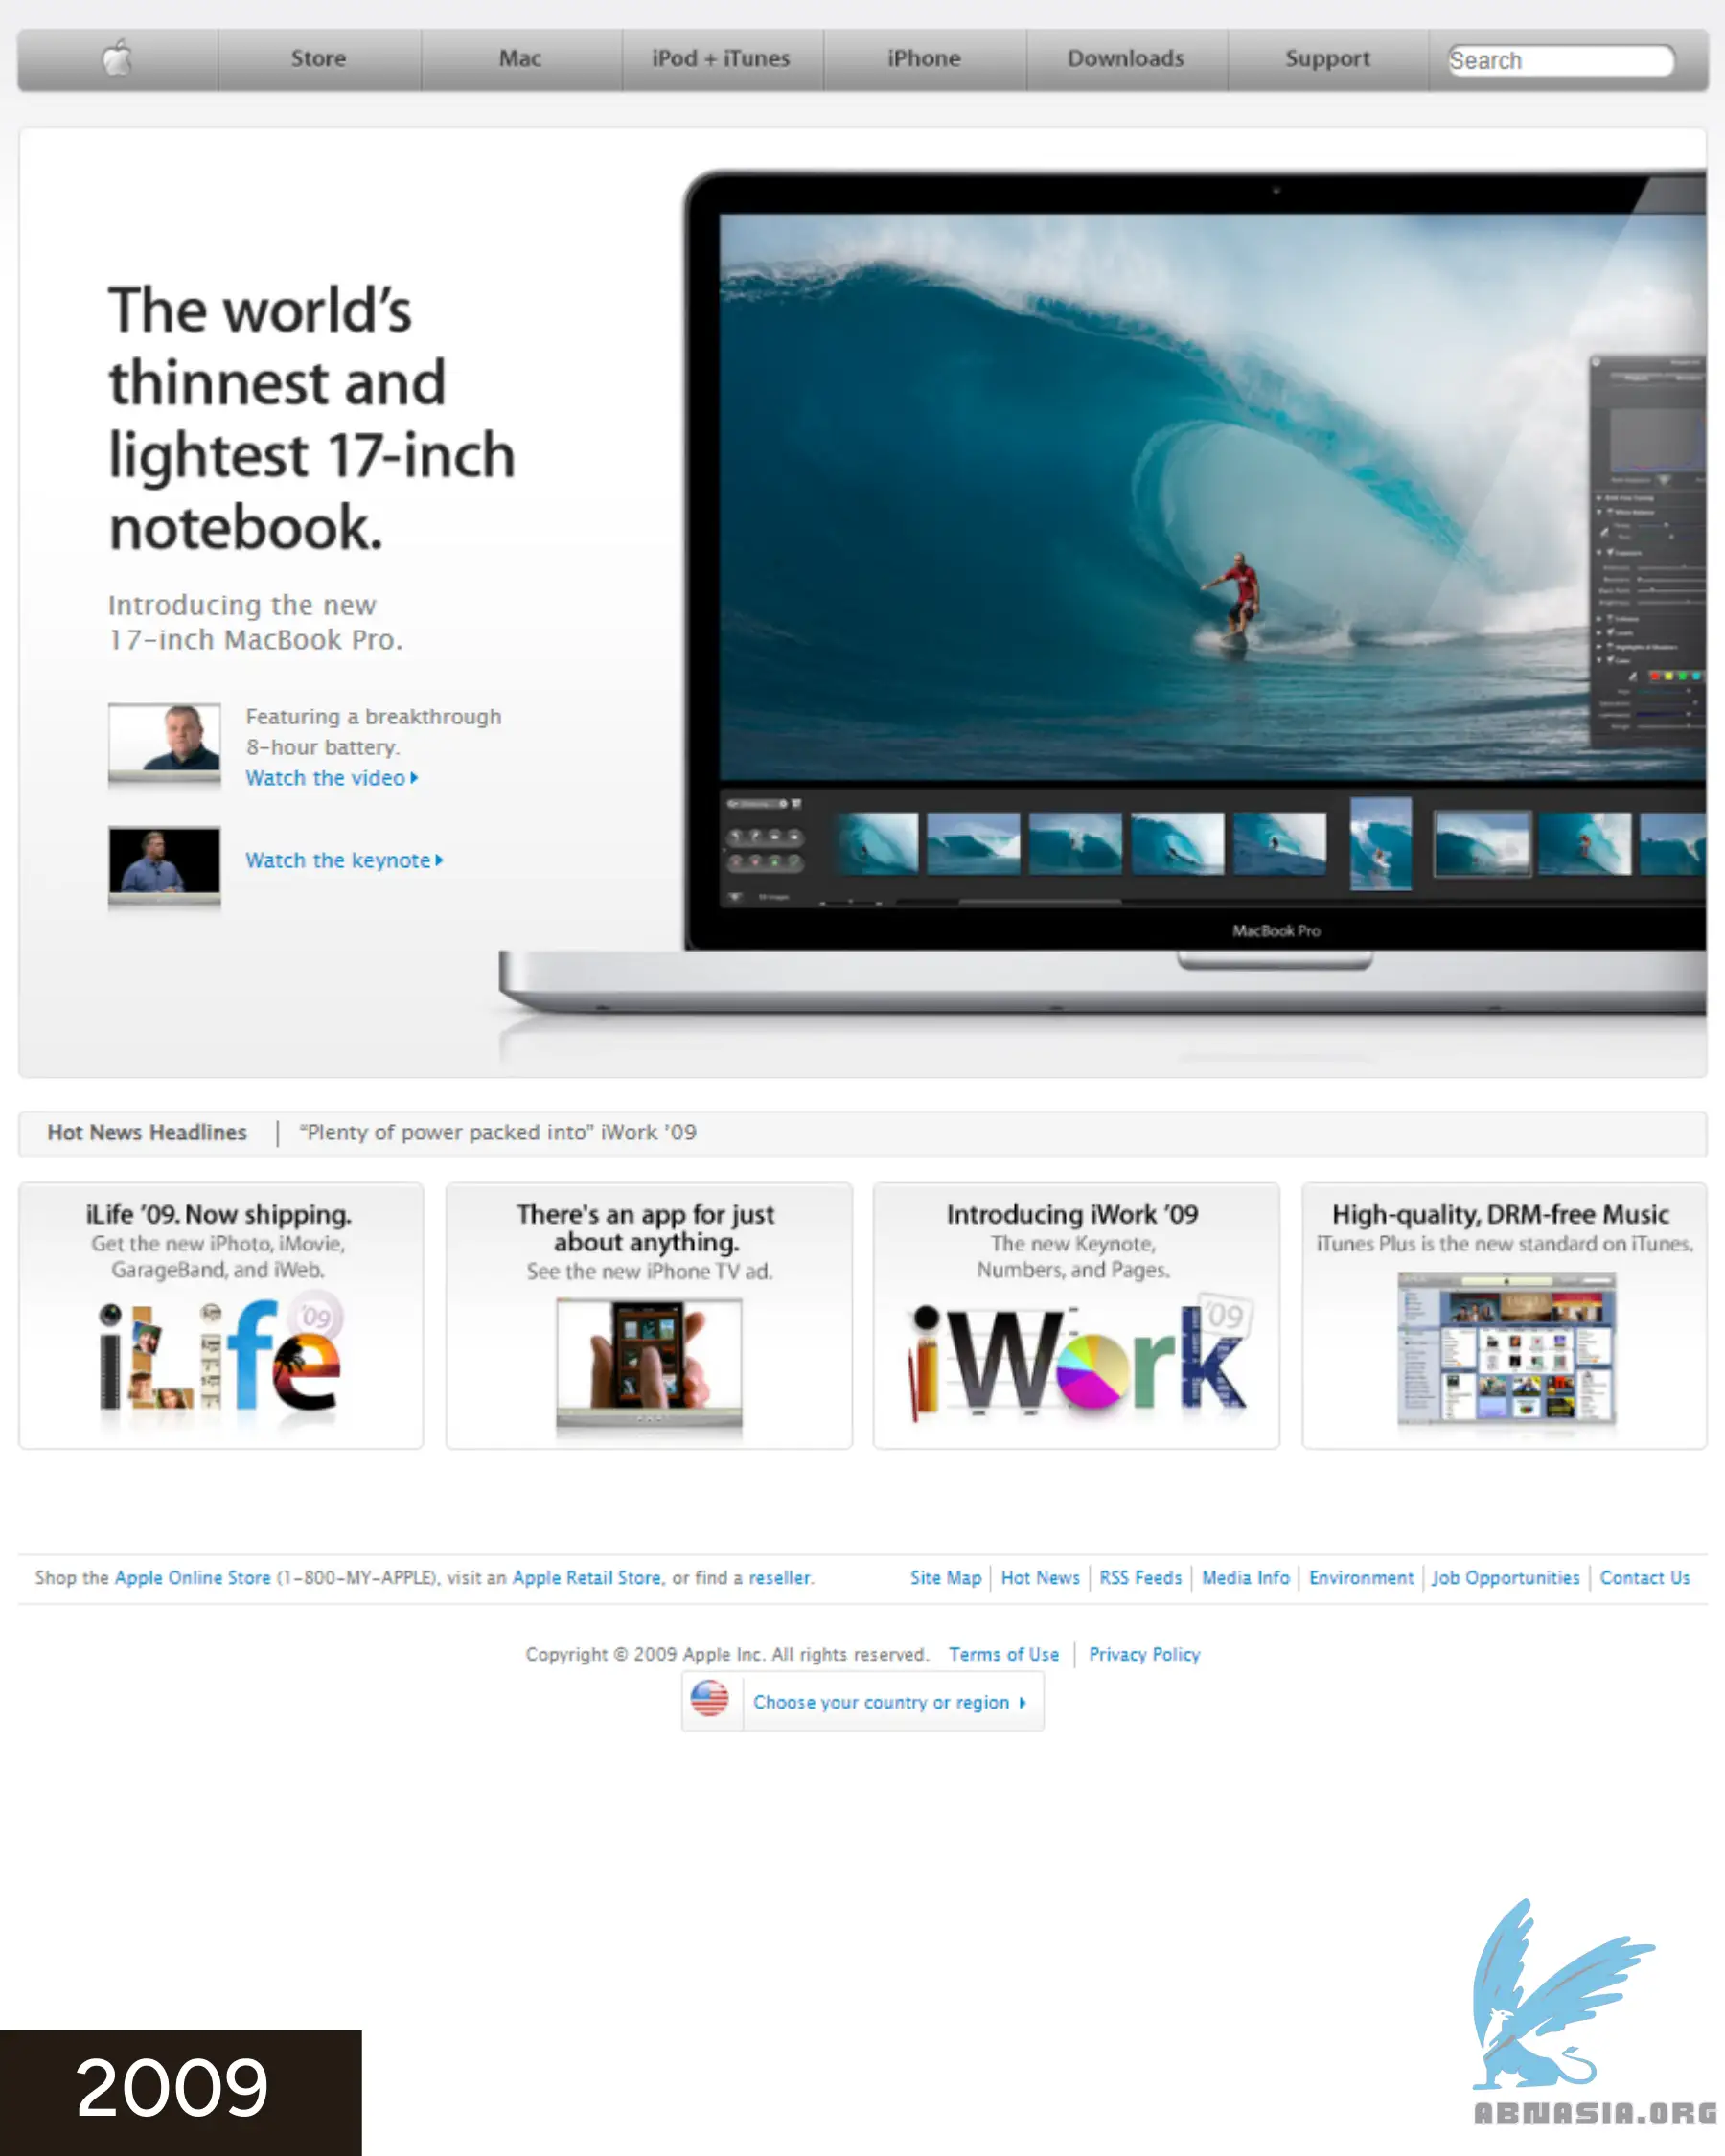 Store
Mac
iPod + iTunes
iPhone
Downloads
Support
Search
The world's
thinnest and
lightest 17-inch
notebook.
Introducing the new
17-inch MacBook Pro.
Featuring a breakthrough
8-hour battery.
Watch the video
Watch the keynote
MacBook Pro
Hot News Headlines
“Plenty of power packed into” iWork ’09
iLife ’09. Now shipping.
Get the new iPhoto, iMovie,
GarageBand, and iWeb.
iLife ’09
There's an app for just
about anything.
See the new iPhone TV ad.
Introducing iWork ’09
The new Keynote,
Numbers, and Pages.
iWork ’09
High-quality, DRM-free Music
iTunes Plus is the new standard on iTunes.
Shop the Apple Online Store (1-800-MY-APPLE), visit an Apple Retail Store, or find a reseller.
Site Map
Hot News
RSS Feeds
Media Info
Environment
Job Opportunities
Contact Us
Copyright © 2009 Apple Inc. All rights reserved.
Terms of Use
Privacy Policy
Choose your country or region
2009
ABNASIA.ORG